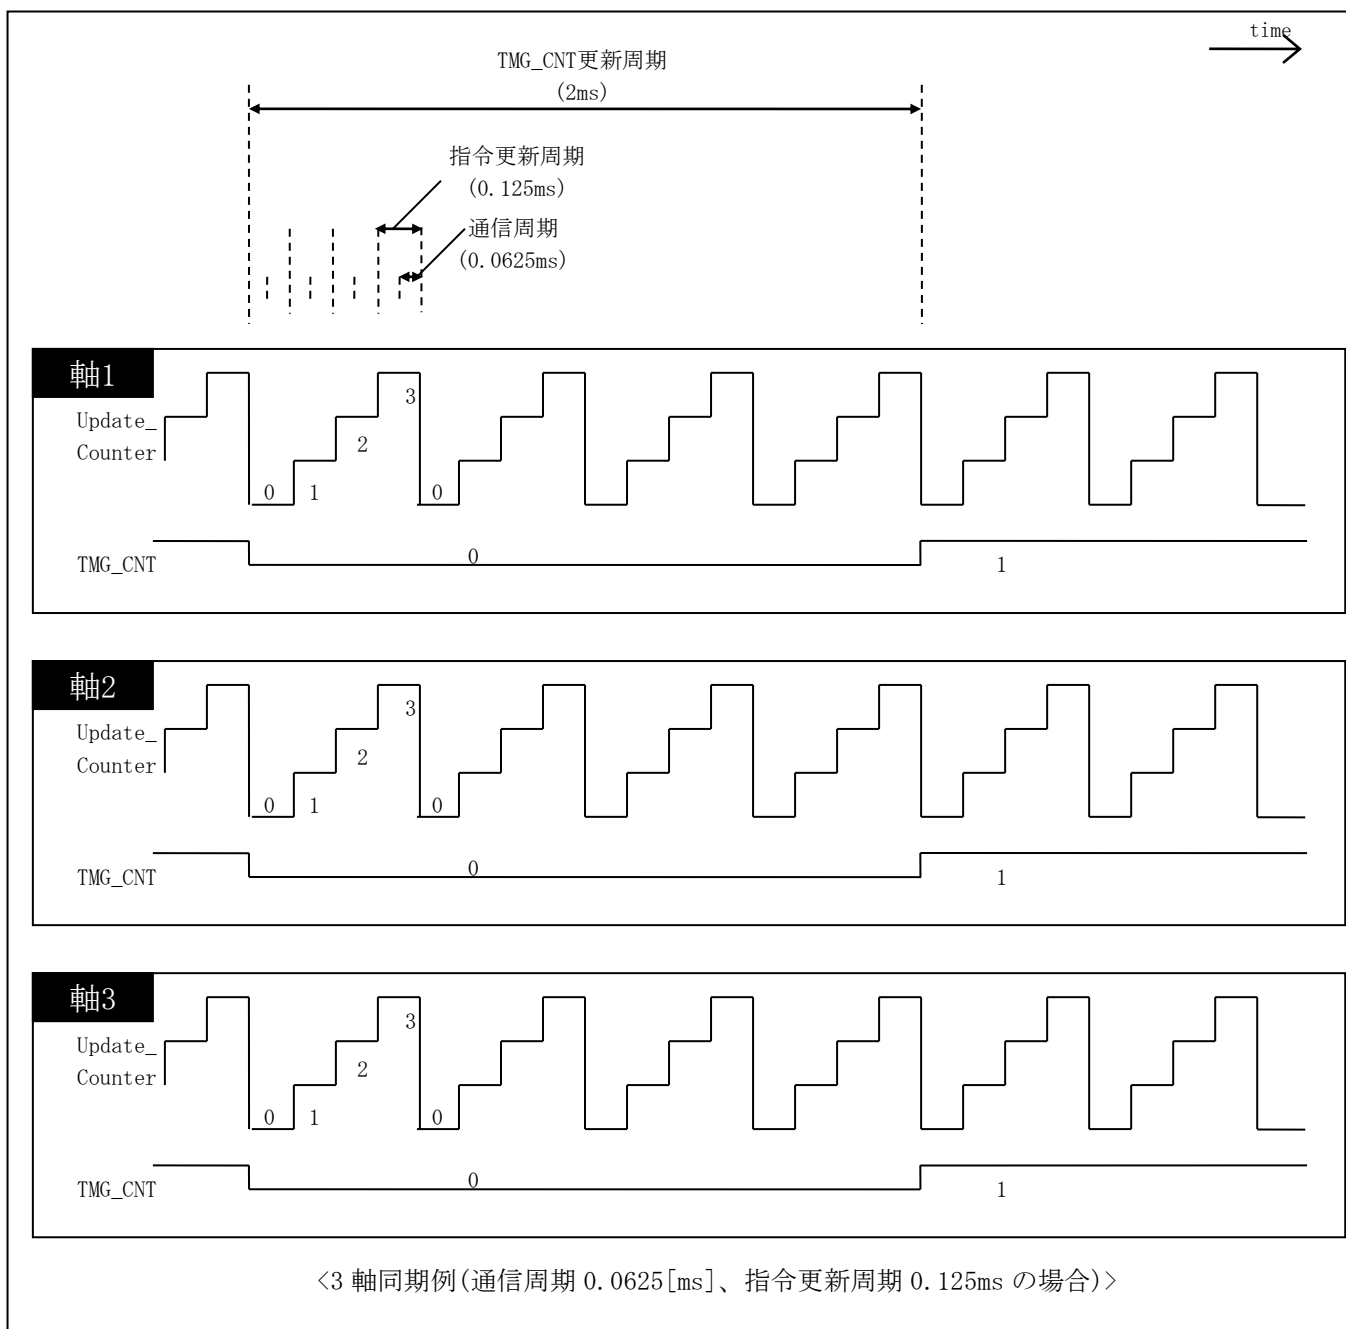 time
TMG_CNT更新周期
(2ms)
指令更新周期
(0.125ms)
通信周期
(0.0625ms)
軸1
Update_
Counter
3
2
0
1
0
TMG_CNT
0
1
軸2
Update_
Counter
3
2
0
1
0
TMG_CNT
0
1
軸3
Update_
Counter
3
2
0
1
0
TMG_CNT
0
1
<3 軸同期例(通信周期 0.0625[ms]、指令更新周期 0.125ms の場合)>